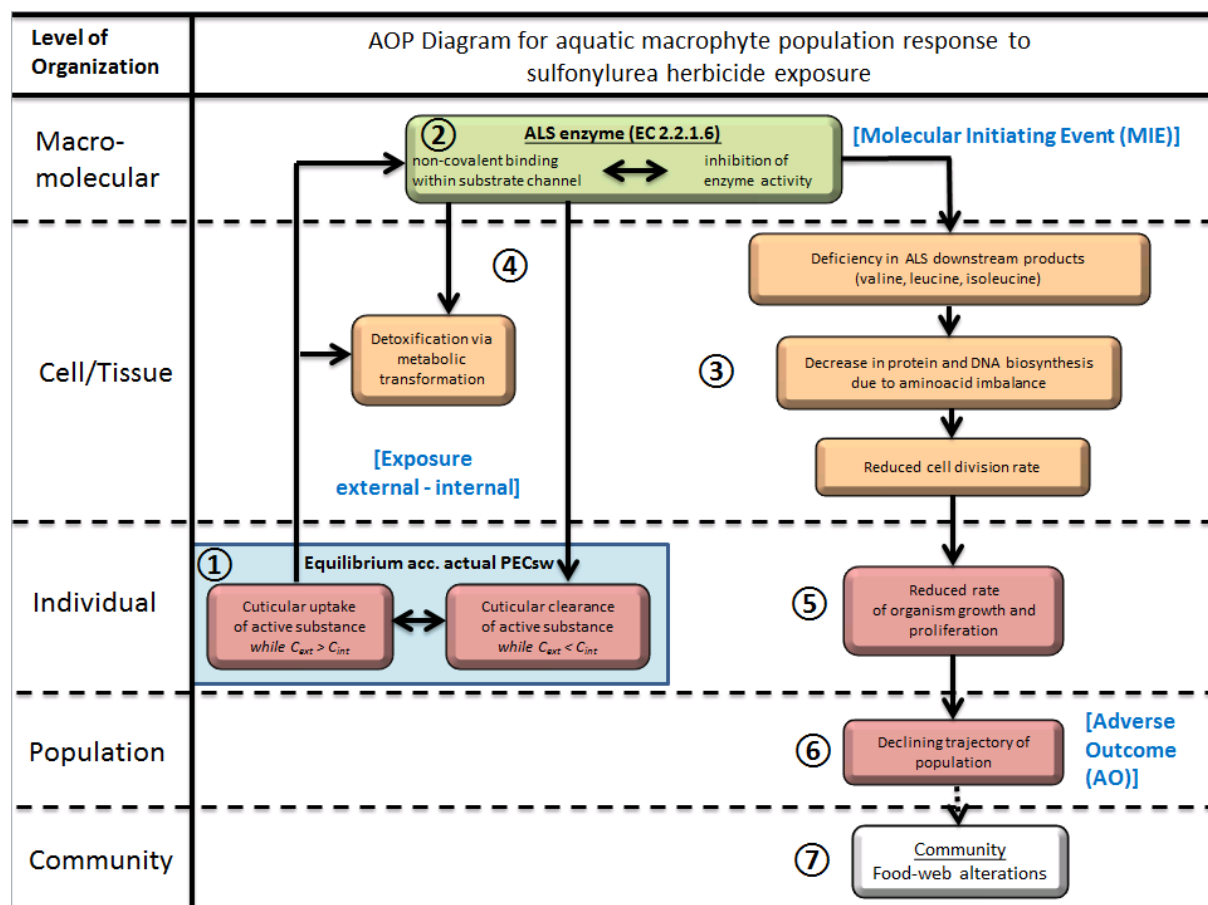 Level of
Organization
AOP Diagram for aquatic macrophyte population response to
sulfonylurea herbicide exposure
Macro-
molecular
②
ALS enzyme (EC 2.2.1.6)
non-covalent binding
within substrate channel
inhibition of
enzyme activity
[Molecular Initiating Event (MIE)]
Cell/Tissue
④
Detoxification via
metabolic
transformation
[Exposure
external - internal]
Deficiency in ALS downstream products
(valine, leucine, isoleucine)
③
Decrease in protein and DNA biosynthesis
due to aminoacid imbalance
Reduced cell division rate
Individual
①
Equilibrium acc. actual PECsw
Cuticular uptake
of active substance
while Cext > Cint
Cuticular clearance
of active substance
while Cext < Cint
⑤
Reduced rate
of organism growth and
proliferation
Population
⑥
Declining trajectory of
population
[Adverse
Outcome
(AO)]
Community
⑦
Community
Food-web alterations